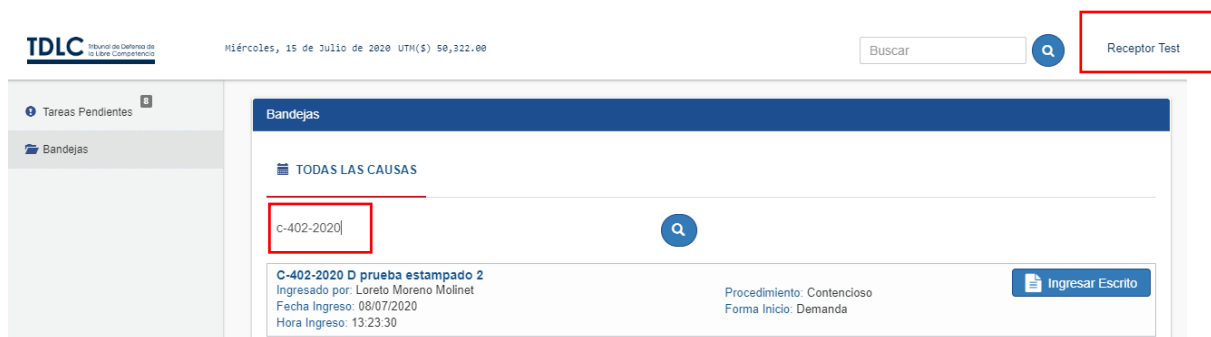 TDLC Tribunal de Defensa de
la Libre Competencia
Miércoles, 15 de Julio de 2020 UTM($) 50,322.00
Buscar
Receptor Test
Tareas Pendientes 8
Bandejas
Bandejas
TODAS LAS CAUSAS
c-402-2020
C-402-2020 D prueba estampado 2
Ingresado por: Loreto Moreno Molinet
Fecha Ingreso: 08/07/2020
Hora Ingreso: 13:23:30
Procedimiento: Contencioso
Forma Inicio: Demanda
Ingresar Escrito